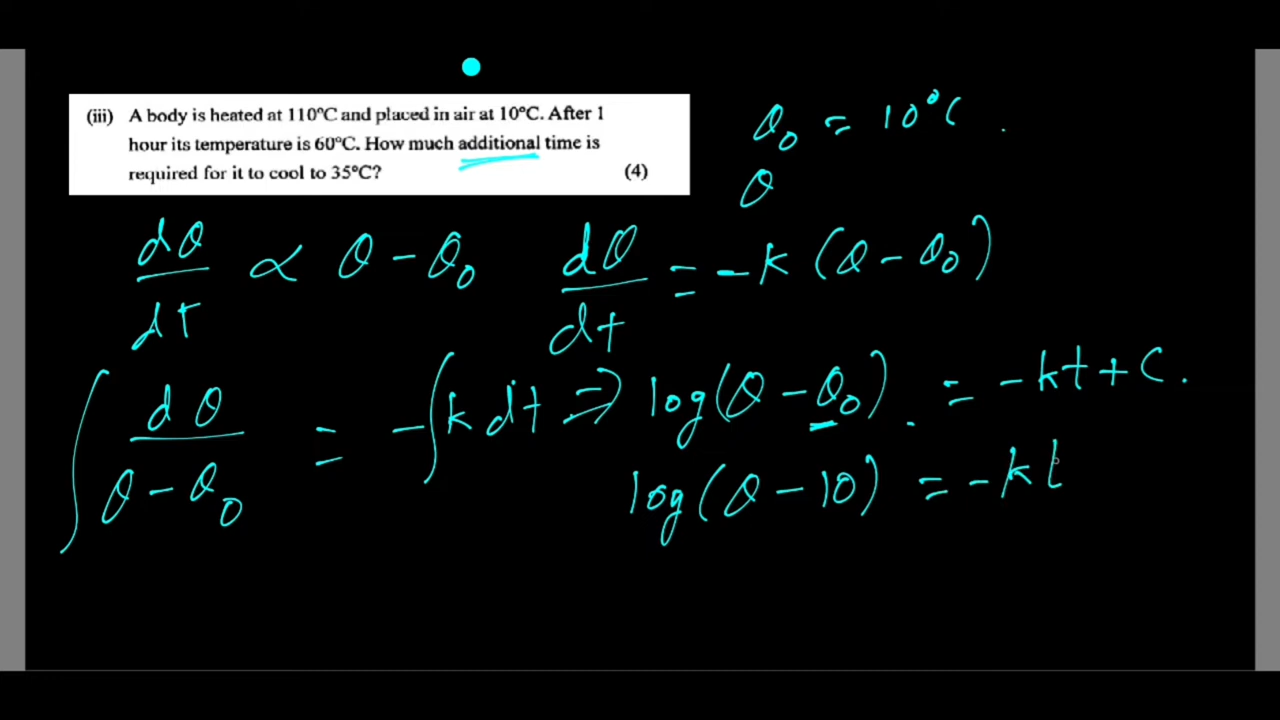 (iii) A body is heated at 110°C and placed in air at 10°C. After 1
hour its temperature is 60°C. How much additional time is
required for it to cool to 35°C? (4)
θ₀ = 10°C .
θ
dθ/dt ∝ θ - θ₀ dθ/dt = -k (θ - θ₀)
∫ dθ/(θ - θ₀) = -∫ k dt ⇒ log(θ - θ₀) . = -kt + C .
log(θ - 10) = -kt